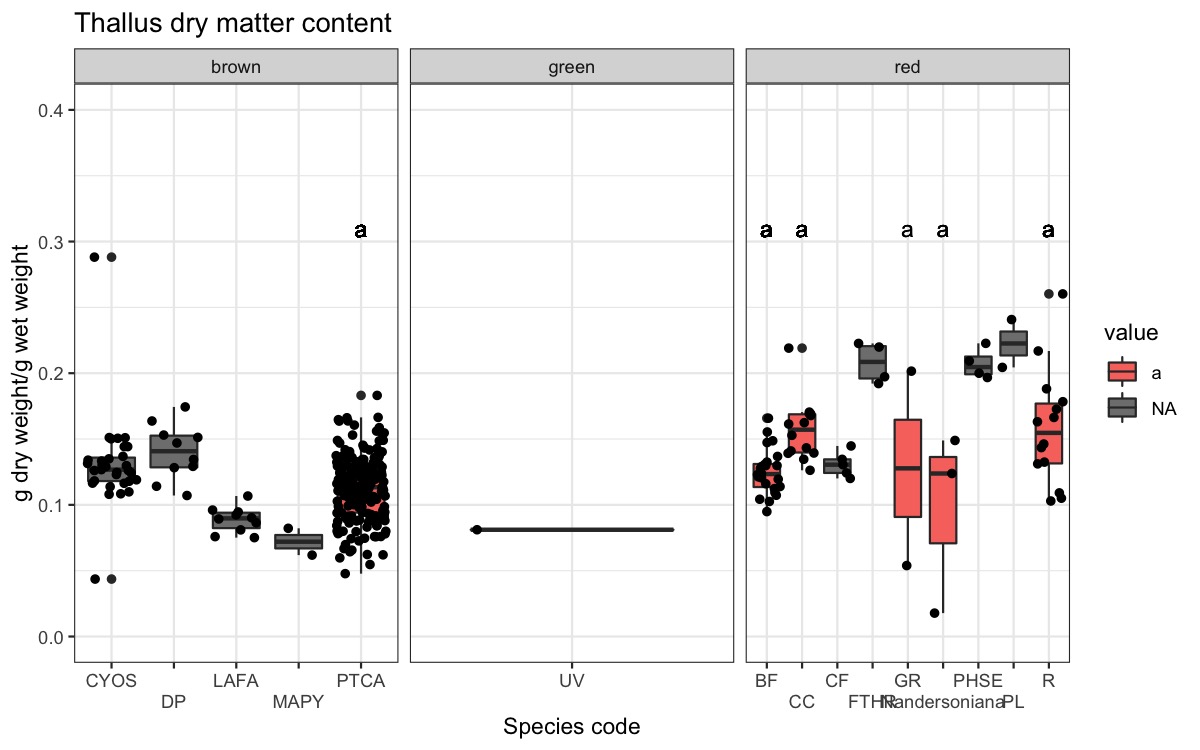 Thallus dry matter content
brown green red
0.4
0.3
0.2
0.1
0.0
g dry weight/g wet weight
a a a a a a
CYOS LAFA PTCA UV BF CF GR PHSE R
DP MAPY CC FTHR Nandersoniana PL
Species code
value
a
NA